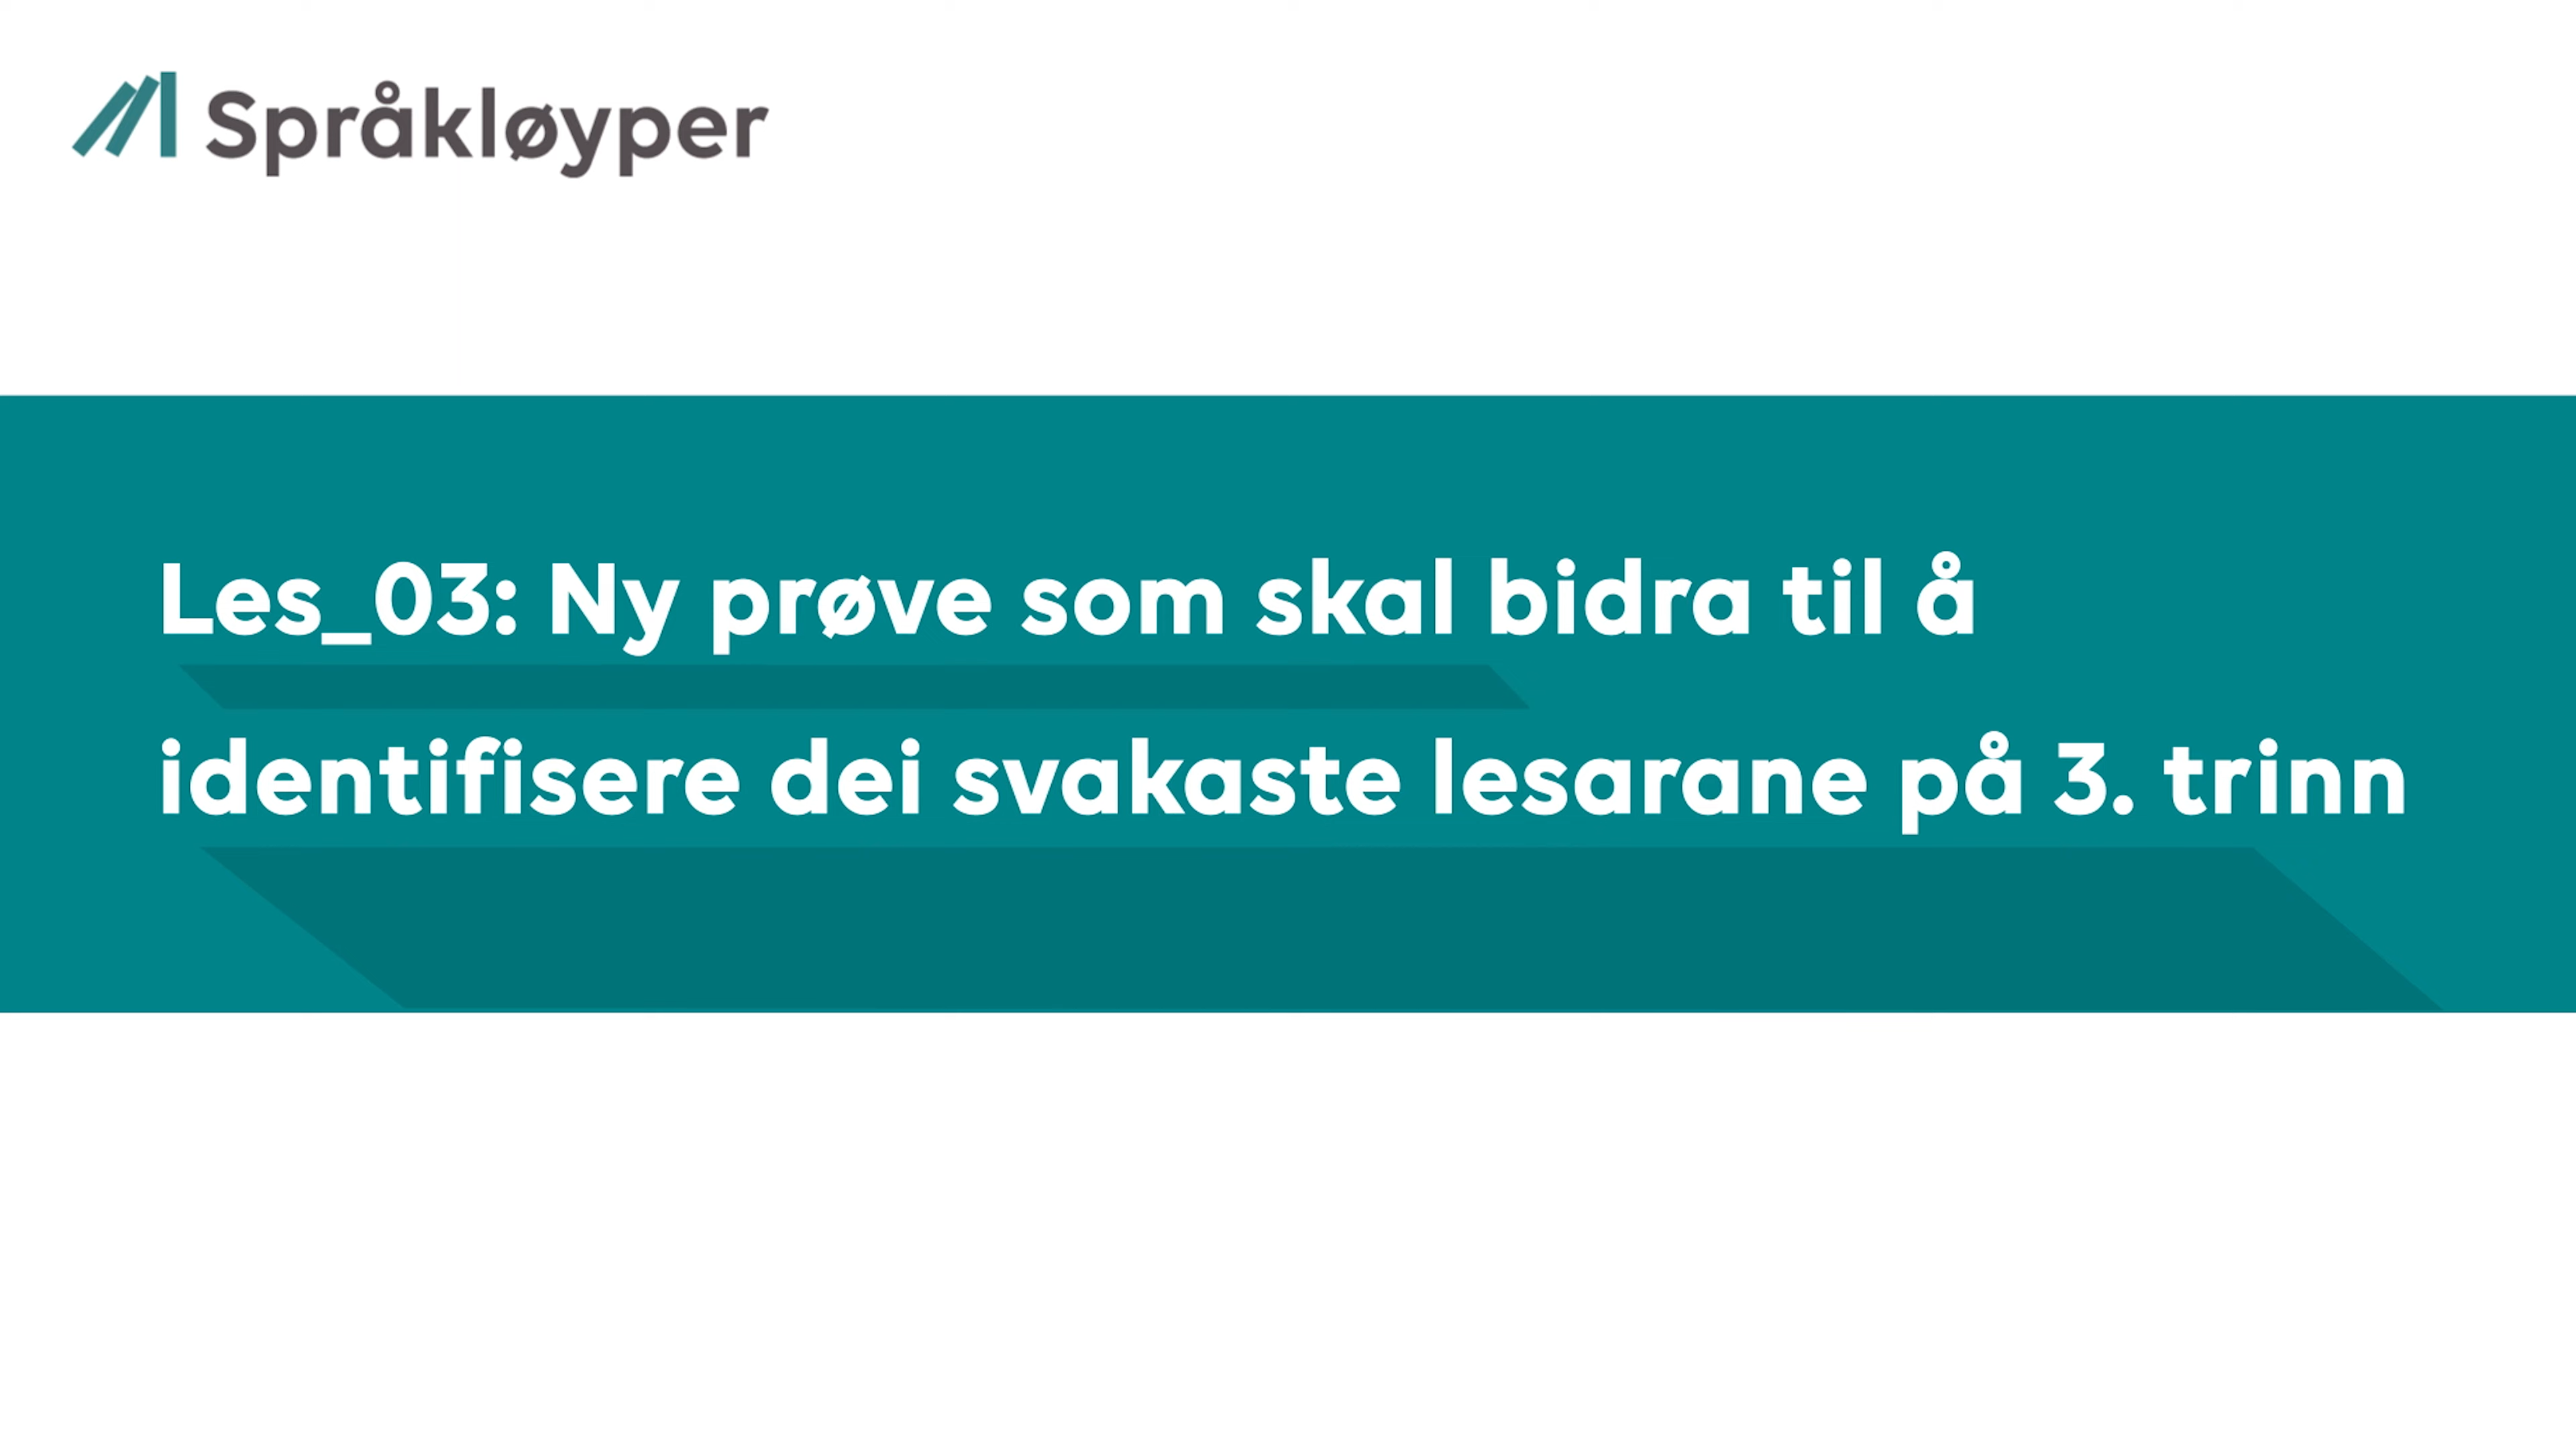 Språkløyper
Les_03: Ny prøve som skal bidra til å
identifisere dei svakaste lesarane på 3. trinn